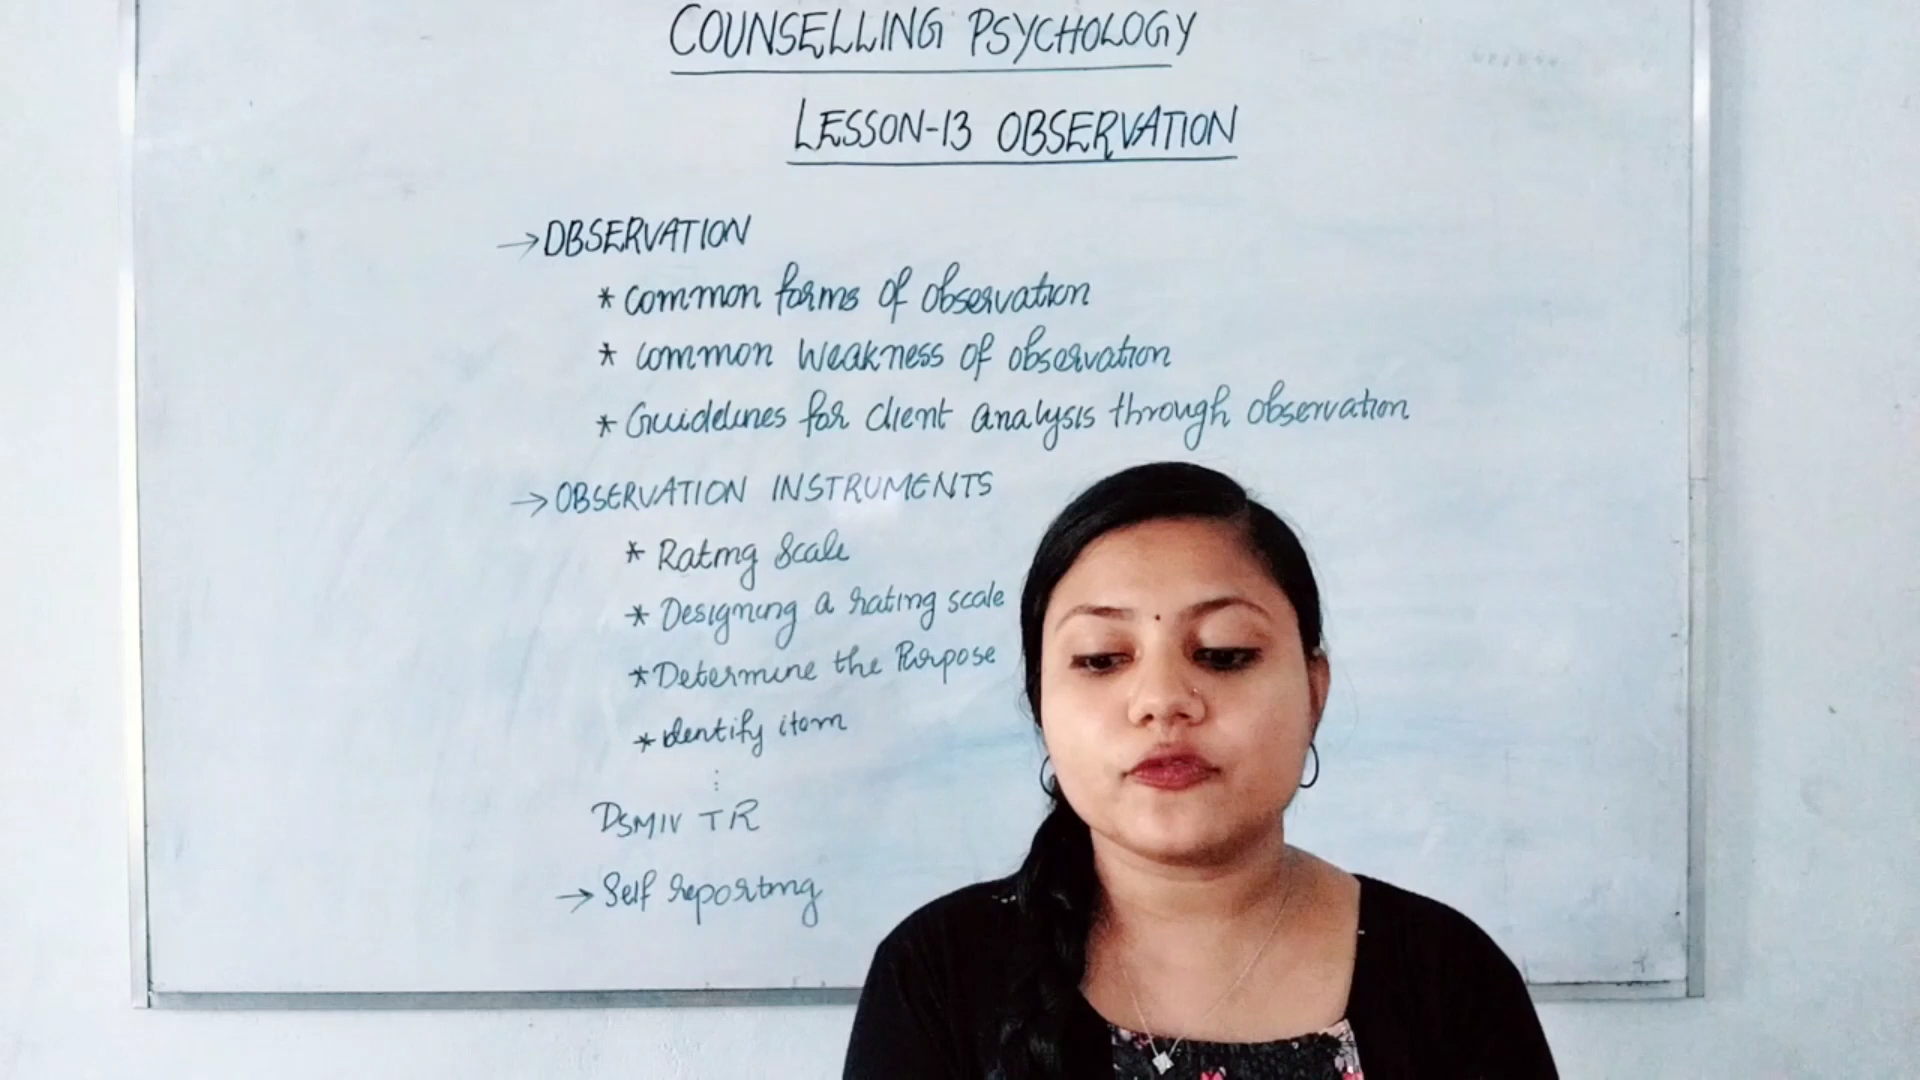 COUNSELLING PSYCHOLOGY
LESSON-13 OBSERVATION
→ OBSERVATION
* Common forms of observation
* Common Weakness of observation
* Guidelines for Client Analysis through observation
→ OBSERVATION INSTRUMENTS
* Rating Scale
* Designing a rating scale
* Determine the Purpose
* Identify item
⋮
DSMIV TR
→ Self reporting